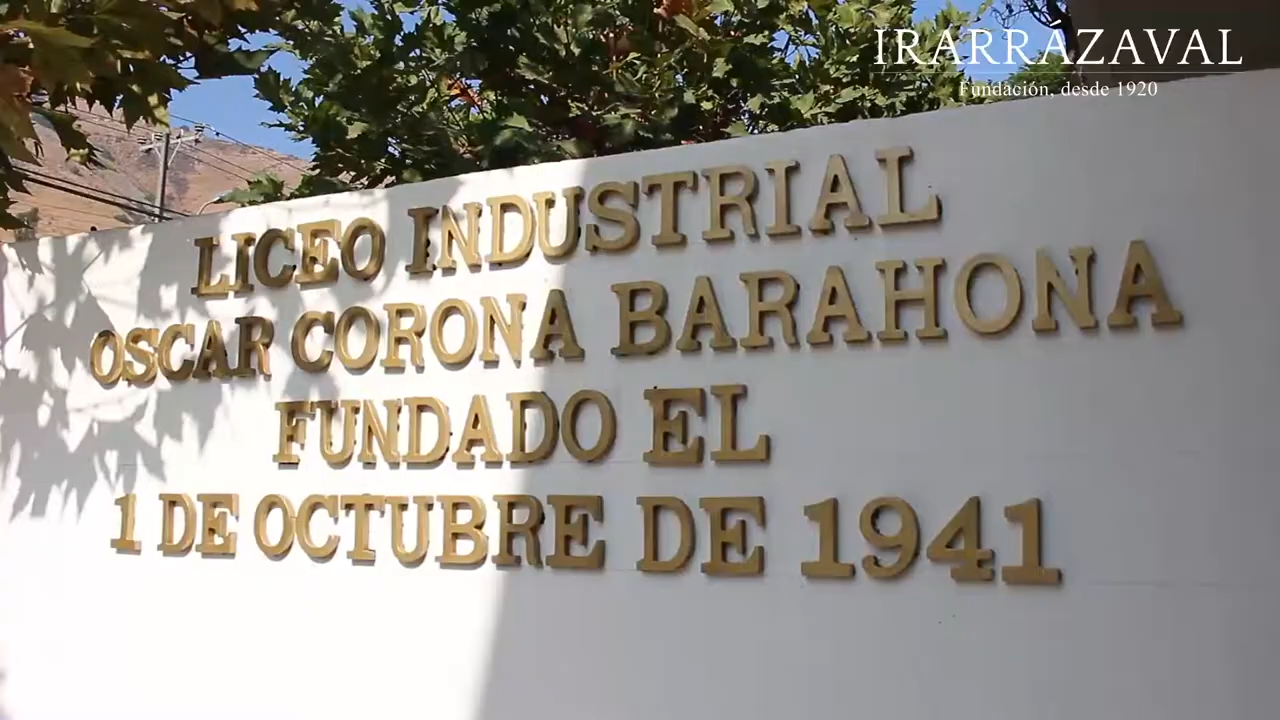 IRARRÁZAVAL
Fundación, desde 1920
LICEO INDUSTRIAL
OSCAR CORONA BARAHONA
FUNDADO EL
1 DE OCTUBRE DE 1941